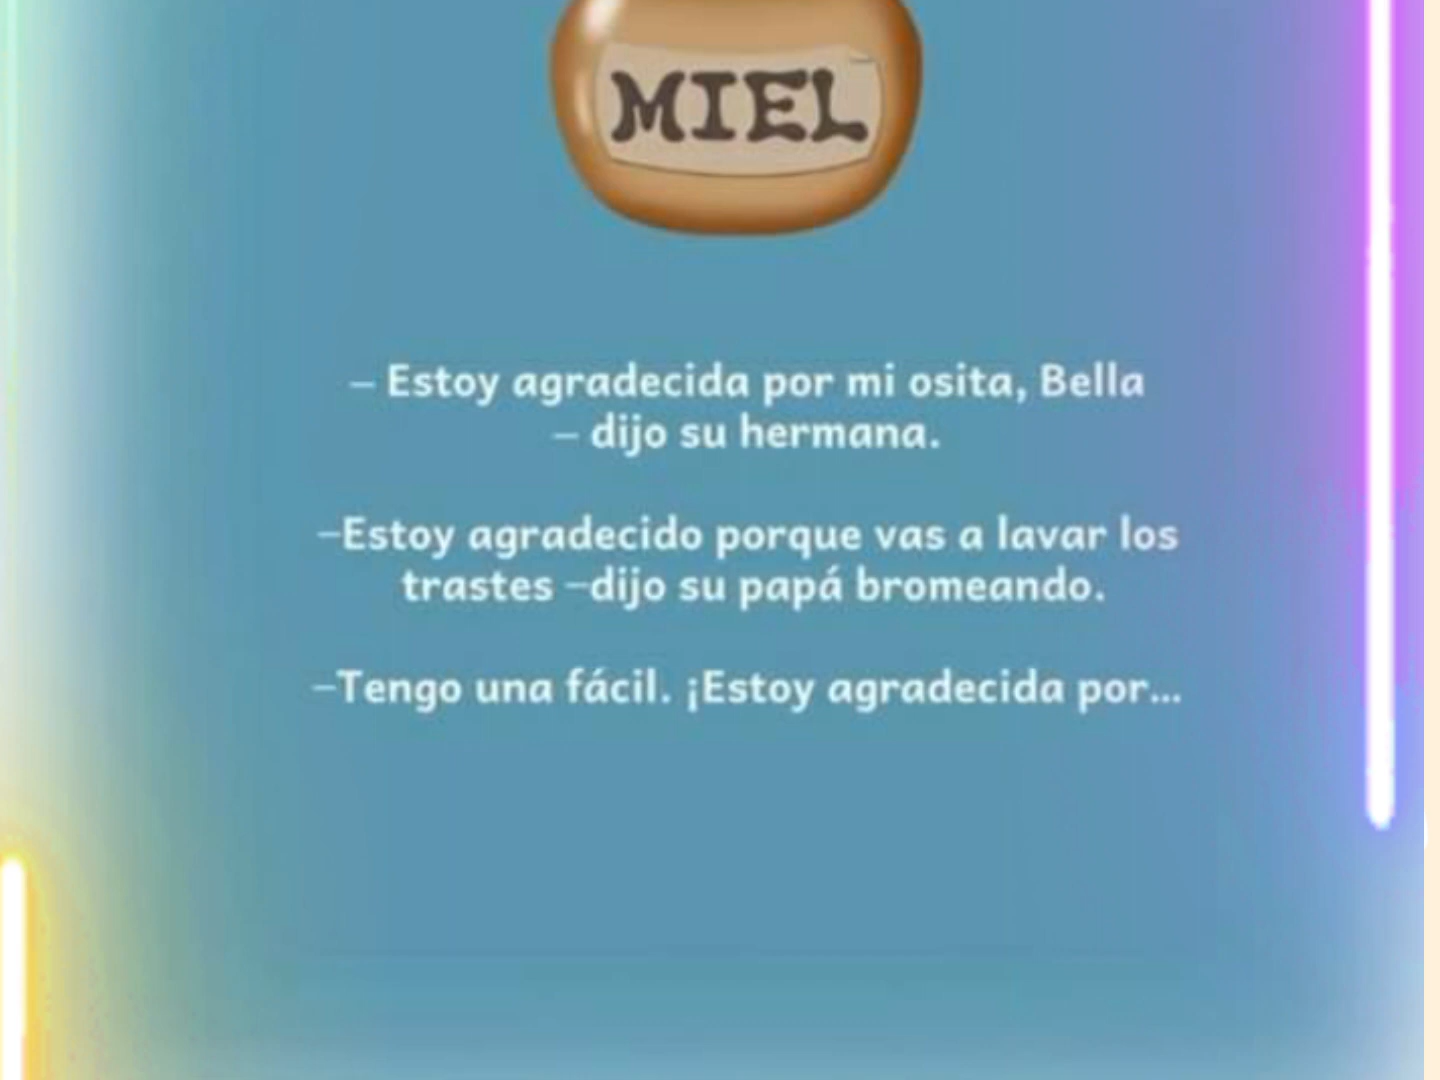 MIEL
– Estoy agradecida por mi osita, Bella
– dijo su hermana.
–Estoy agradecido porque vas a lavar los
trastes –dijo su papá bromeando.
–Tengo una fácil. ¡Estoy agradecida por...